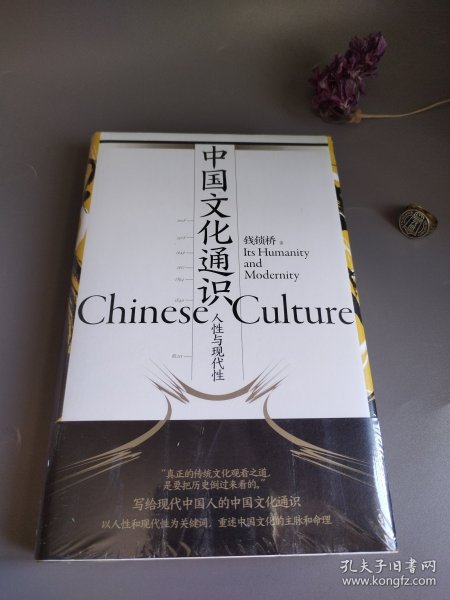 中国文化通识
钱锁桥 著
Its Humanity
and
Modernity
Chinese Culture
人性与现代性
“真正的传统文化观看之道，
是要把历史倒过来看的。”
写给现代中国人的中国文化通识
以人性和现代性为关键词，重述中国文化的主脉和命理
孔夫子旧书网
www.kongfz.com